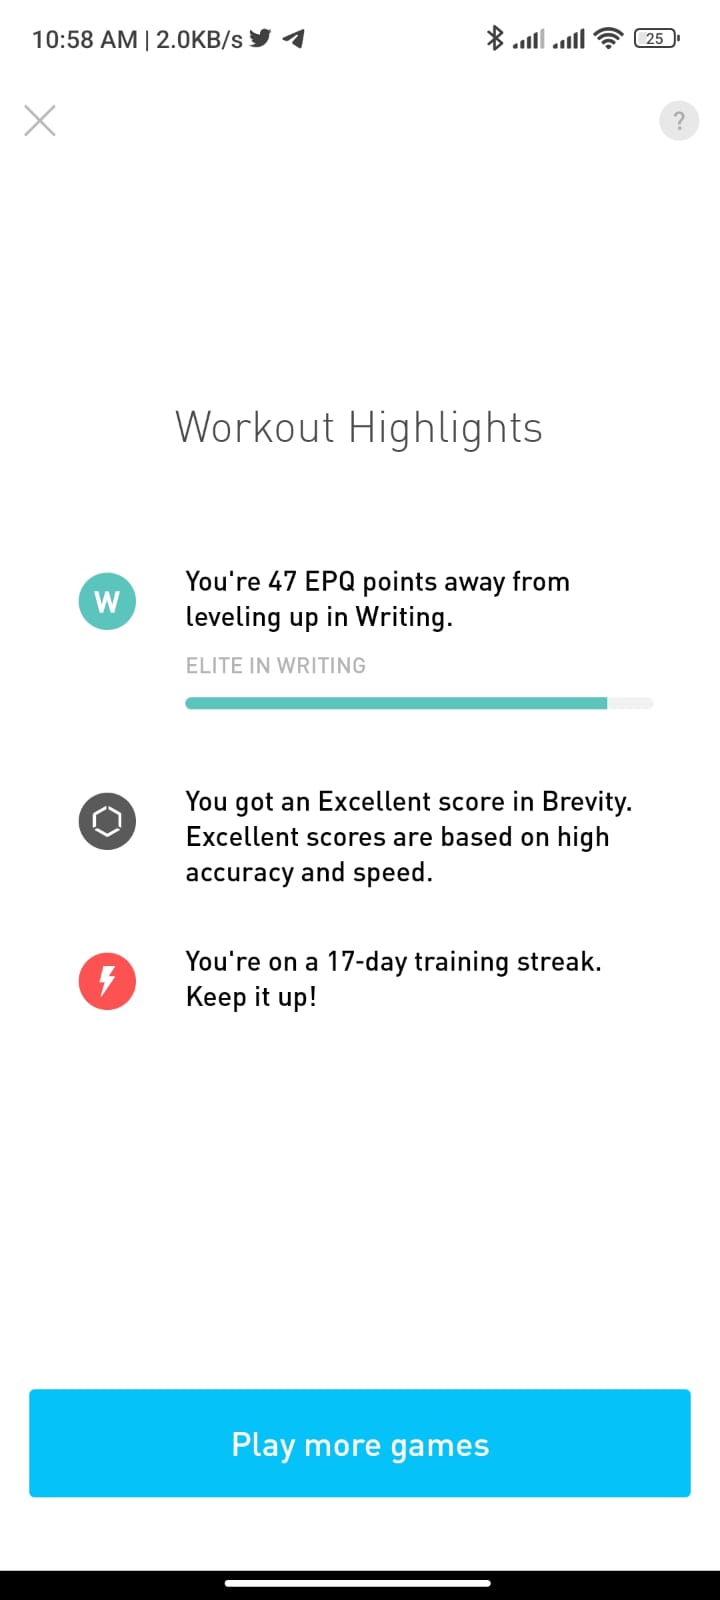 10:58 AM | 2.0KB/s
25
?
Workout Highlights
W
You're 47 EPQ points away from
leveling up in Writing.
ELITE IN WRITING
You got an Excellent score in Brevity.
Excellent scores are based on high
accuracy and speed.
You're on a 17-day training streak.
Keep it up!
Play more games